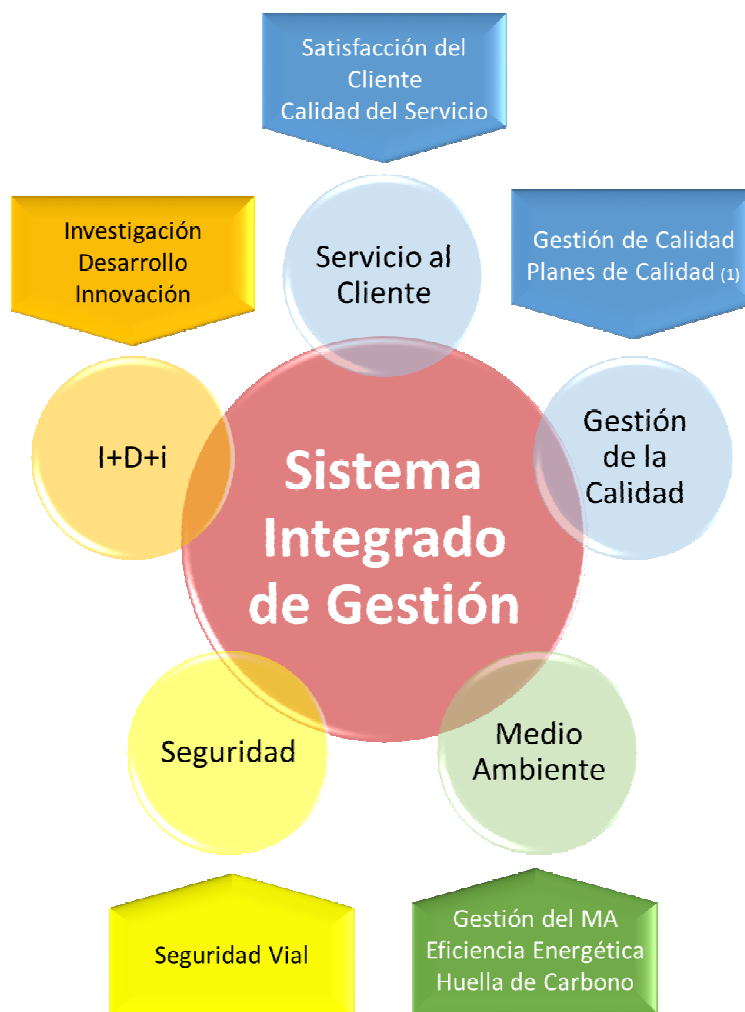 Satisfacción del
Cliente
Calidad del Servicio
Servicio al
Cliente
Investigación
Desarrollo
Innovación
Gestión de Calidad
Planes de Calidad (1)
I+D+i
Gestión
de la
Calidad
Sistema
Integrado
de Gestión
Seguridad
Medio
Ambiente
Seguridad Vial
Gestión del MA
Eficiencia Energética
Huella de Carbono